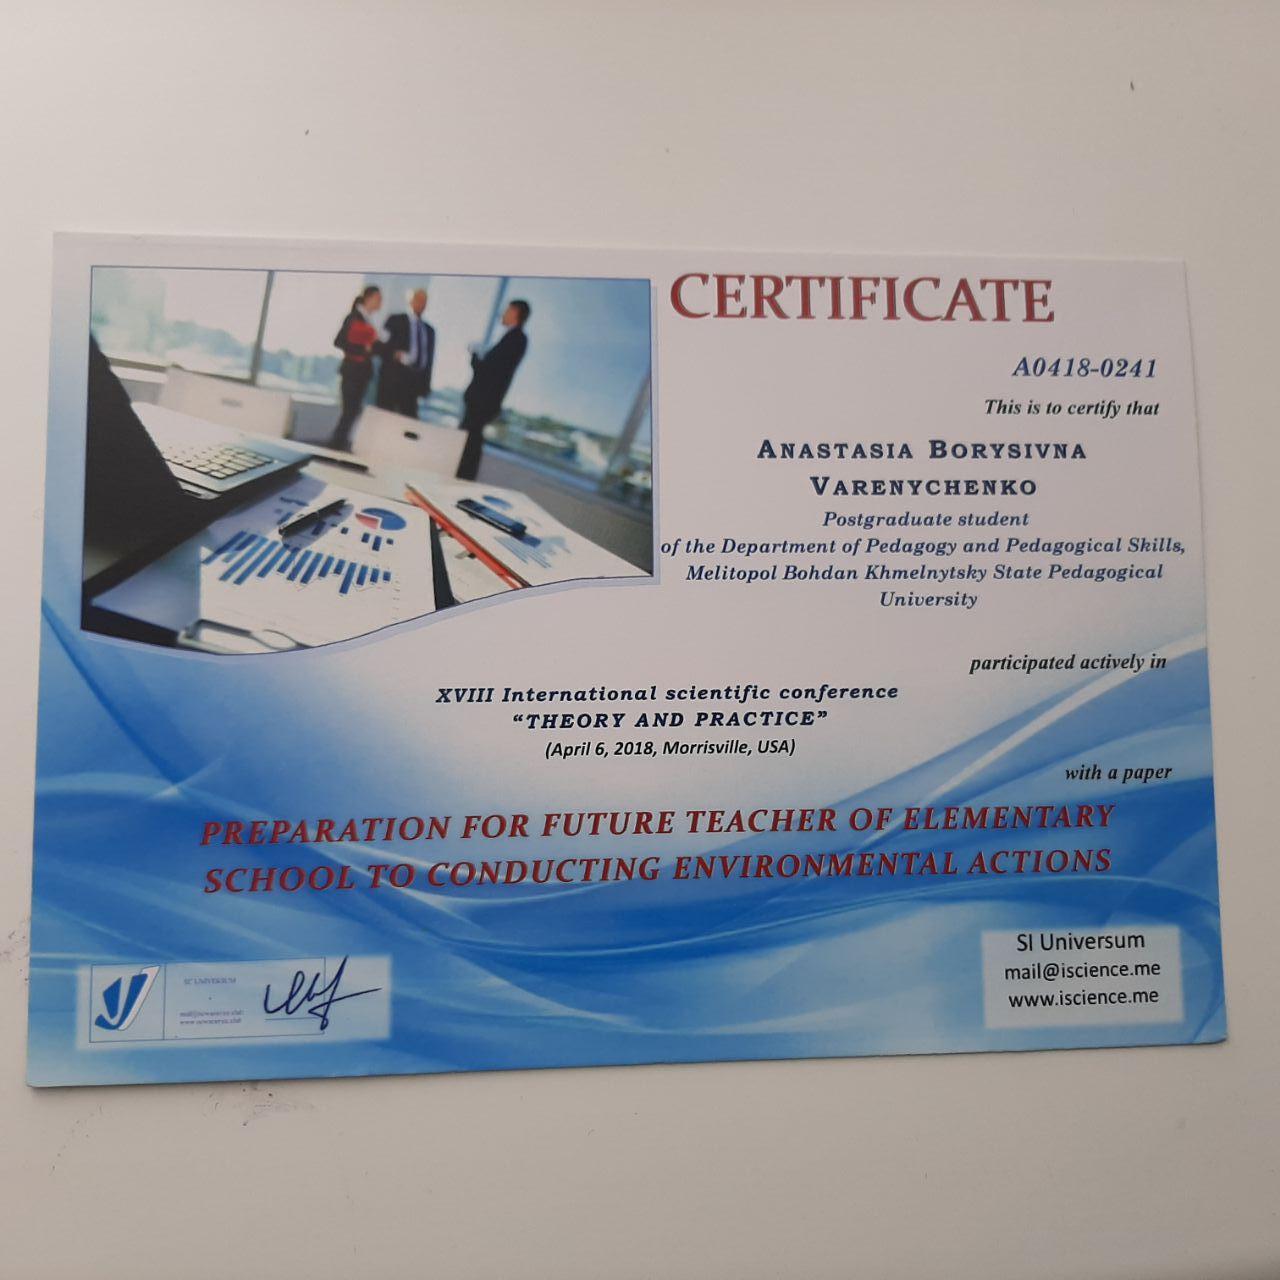 CERTIFICATE
A0418-0241
This is to certify that
ANASTASIA BORYSIVNA
VARENYCHENKO
Postgraduate student
of the Department of Pedagogy and Pedagogical Skills,
Melitopol Bohdan Khmelnytsky State Pedagogical
University
participated actively in
XVIII International scientific conference
“THEORY AND PRACTICE”
(April 6, 2018, Morrisville, USA)
with a paper
PREPARATION FOR FUTURE TEACHER OF ELEMENTARY
SCHOOL TO CONDUCTING ENVIRONMENTAL ACTIONS
SC UNIVERSUM
SI Universum
mail@iscience.me
www.iscience.me